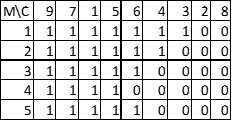 M\C 9 7 1 5 6 4 3 2 8
1 1 1 1 1 1 1 1 0 0
2 1 1 1 1 1 1 0 0 0
3 1 1 1 1 1 0 0 0 0
4 1 1 1 1 0 0 0 0 0
5 1 1 1 1 1 0 0 0 0